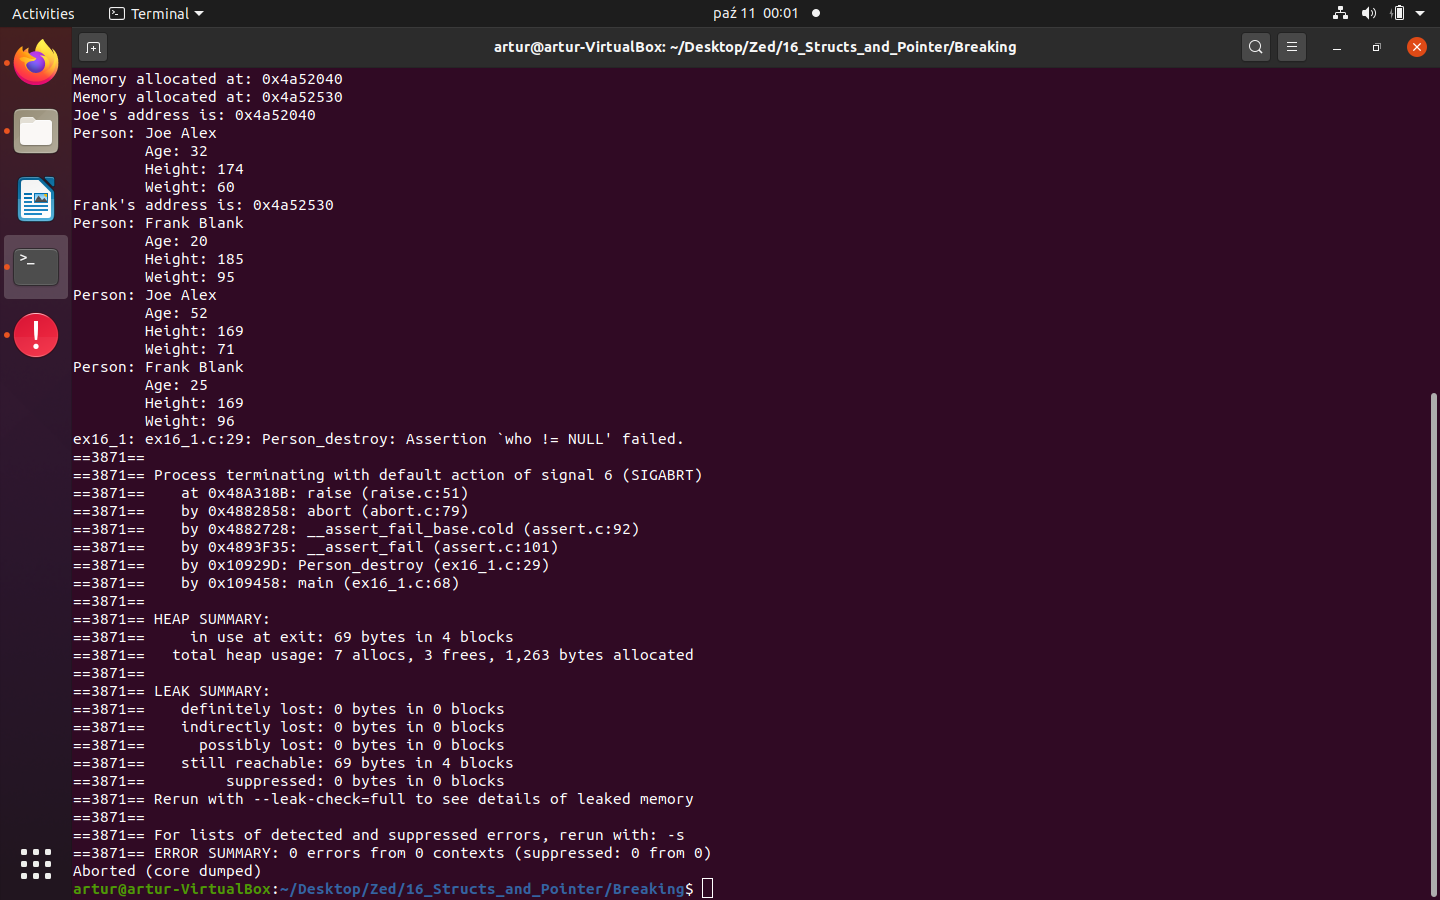 Activities
Terminal
paź 11 00:01
artur@artur-VirtualBox: ~/Desktop/Zed/16_Structs_and_Pointer/Breaking
Memory allocated at: 0x4a52040
Memory allocated at: 0x4a52530
Joe's address is: 0x4a52040
Person: Joe Alex
        Age: 32
        Height: 174
        Weight: 60
Frank's address is: 0x4a52530
Person: Frank Blank
        Age: 20
        Height: 185
        Weight: 95
Person: Joe Alex
        Age: 52
        Height: 169
        Weight: 71
Person: Frank Blank
        Age: 25
        Height: 169
        Weight: 96
ex16_1: ex16_1.c:29: Person_destroy: Assertion `who != NULL' failed.
==3871==
==3871== Process terminating with default action of signal 6 (SIGABRT)
==3871==    at 0x48A318B: raise (raise.c:51)
==3871==    by 0x4882858: abort (abort.c:79)
==3871==    by 0x4882728: __assert_fail_base.cold (assert.c:92)
==3871==    by 0x4893F35: __assert_fail (assert.c:101)
==3871==    by 0x10929D: Person_destroy (ex16_1.c:29)
==3871==    by 0x109458: main (ex16_1.c:68)
==3871==
==3871== HEAP SUMMARY:
==3871==     in use at exit: 69 bytes in 4 blocks
==3871==   total heap usage: 7 allocs, 3 frees, 1,263 bytes allocated
==3871==
==3871== LEAK SUMMARY:
==3871==    definitely lost: 0 bytes in 0 blocks
==3871==    indirectly lost: 0 bytes in 0 blocks
==3871==      possibly lost: 0 bytes in 0 blocks
==3871==    still reachable: 69 bytes in 4 blocks
==3871==         suppressed: 0 bytes in 0 blocks
==3871== Rerun with --leak-check=full to see details of leaked memory
==3871==
==3871== For lists of detected and suppressed errors, rerun with: -s
==3871== ERROR SUMMARY: 0 errors from 0 contexts (suppressed: 0 from 0)
Aborted (core dumped)
artur@artur-VirtualBox:~/Desktop/Zed/16_Structs_and_Pointer/Breaking$